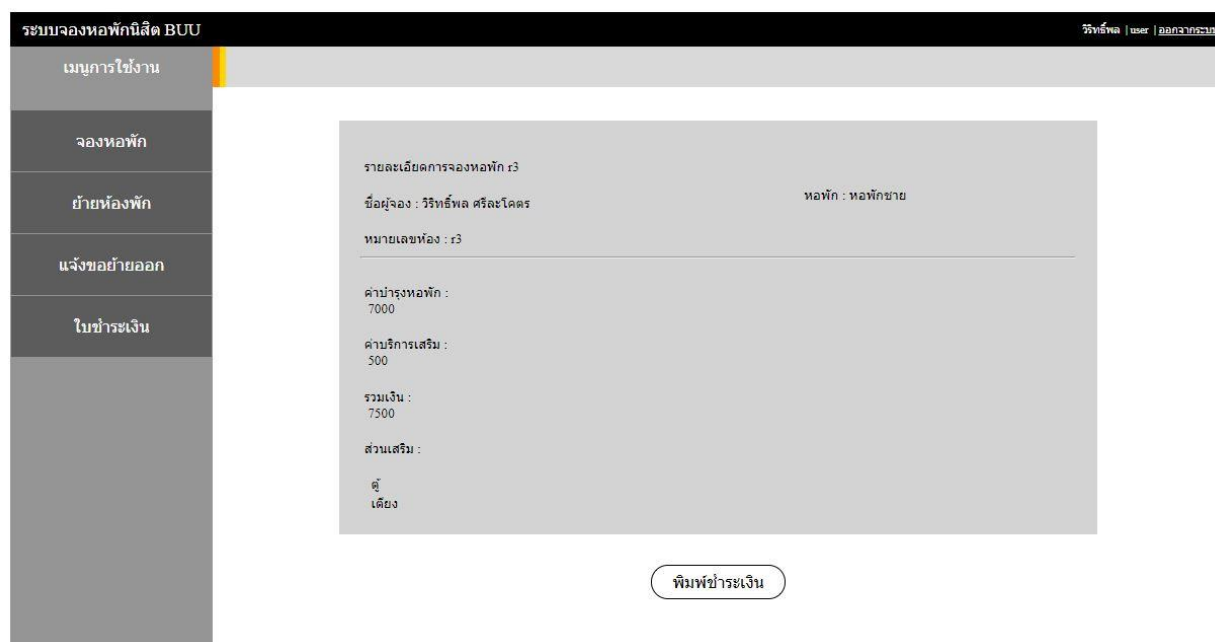 ระบบจองหอพักนิสิต BUU
วิริทธิ์พล |user |ออกจากระบบ
เมนูการใช้งาน
จองหอพัก
ย้ายห้องพัก
แจ้งขอย้ายออก
ใบชำระเงิน
รายละเอียดการจองหอพัก r3
ชื่อผู้จอง : วิริทธิ์พล ศรีละโคตร
หอพัก : หอพักชาย
หมายเลขห้อง : r3
ค่าบำรุงหอพัก :
7000
ค่าบริการเสริม :
500
รวมเงิน :
7500
ส่วนเสริม :
ตู้
เตียง
พิมพ์ชำระเงิน